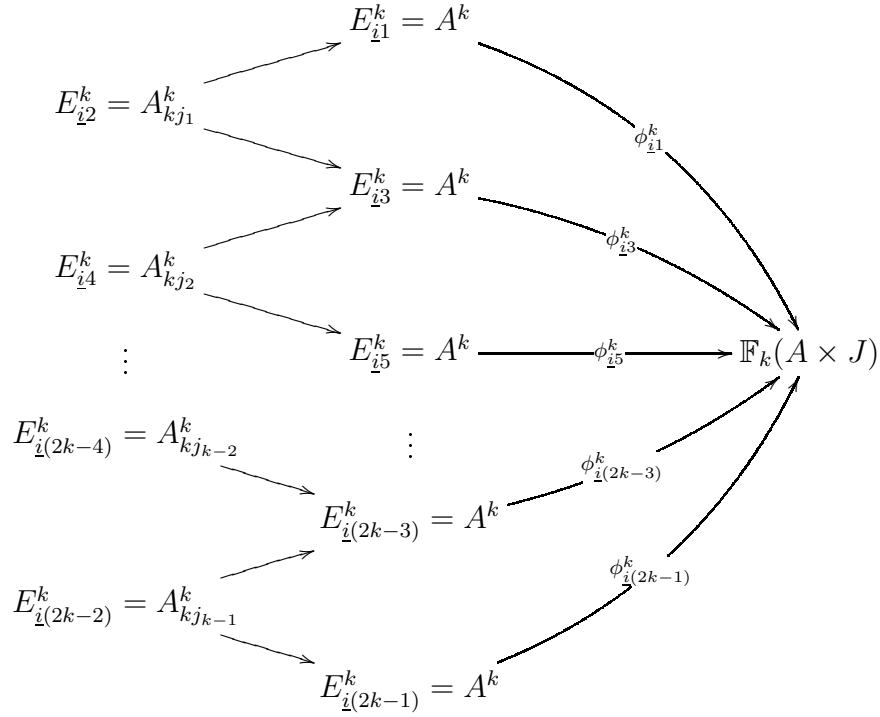 $E^k_{\underline{i}1} = A^k$
$E^k_{\underline{i}2} = A^k_{kj_1}$
$\phi^k_{\underline{i}1}$
$E^k_{\underline{i}3} = A^k$
$\phi^k_{\underline{i}3}$
$E^k_{\underline{i}4} = A^k_{kj_2}$
$E^k_{\underline{i}5} = A^k$
$\phi^k_{\underline{i}5}$
$\mathbb{F}_k(A \times J)$
⋮
⋮
$E^k_{\underline{i}(2k-4)} = A^k_{kj_{k-2}}$
$\phi^k_{\underline{i}(2k-3)}$
$E^k_{\underline{i}(2k-3)} = A^k$
$\phi^k_{\underline{i}(2k-1)}$
$E^k_{\underline{i}(2k-2)} = A^k_{kj_{k-1}}$
$E^k_{\underline{i}(2k-1)} = A^k$